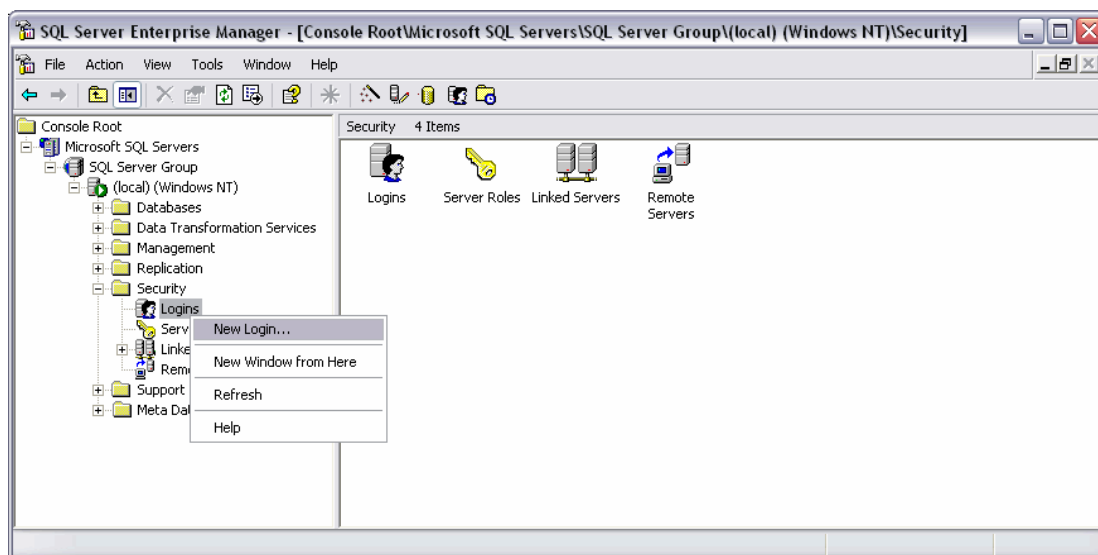 SQL Server Enterprise Manager - [Console Root\Microsoft SQL Servers\SQL Server Group\(local) (Windows NT)\Security]
File Action View Tools Window Help
Console Root
Microsoft SQL Servers
SQL Server Group
(local) (Windows NT)
Databases
Data Transformation Services
Management
Replication
Security
Logins
Serv
Linke
Rem
Support
Meta Da
New Login...
New Window from Here
Refresh
Help
Security 4 Items
Logins Server Roles Linked Servers Remote
Servers